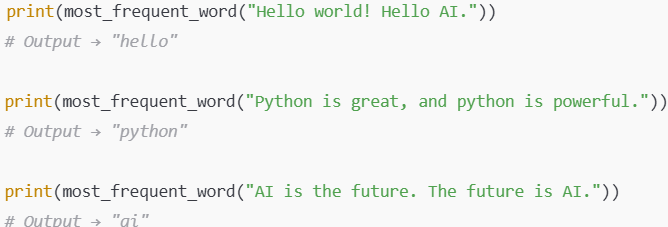 print(most_frequent_word("Hello world! Hello AI."))
# Output → "hello"
print(most_frequent_word("Python is great, and python is powerful."))
# Output → "python"
print(most_frequent_word("AI is the future. The future is AI."))
# Output → "ai"